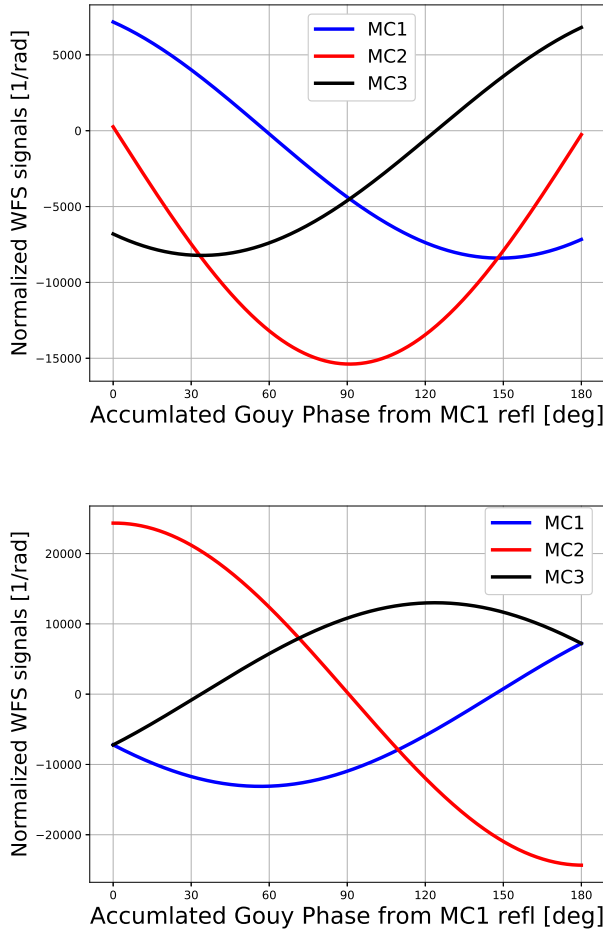 Normalized WFS signals [1/rad]
5000
0
−5000
−10000
−15000
MC1
MC2
MC3
0 30 60 90 120 150 180
Accumlated Gouy Phase from MC1 refl [deg]
Normalized WFS signals [1/rad]
20000
10000
0
−10000
−20000
MC1
MC2
MC3
0 30 60 90 120 150 180
Accumlated Gouy Phase from MC1 refl [deg]